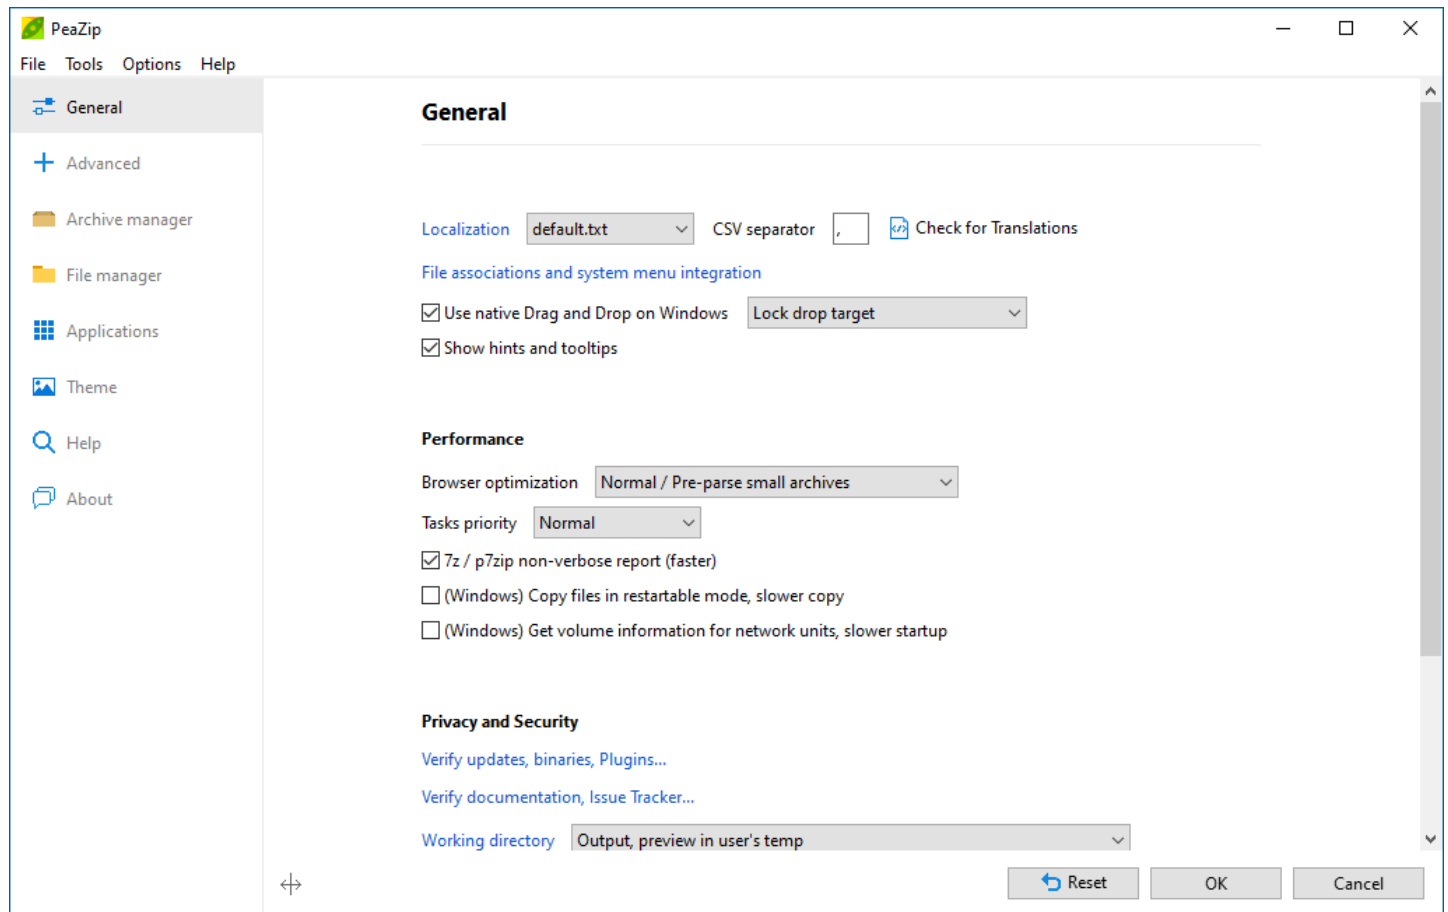 PeaZip
File Tools Options Help
General
Advanced
Archive manager
File manager
Applications
Theme
Help
About
General
Localization default.txt CSV separator , Check for Translations
File associations and system menu integration
Use native Drag and Drop on Windows Lock drop target
Show hints and tooltips
Performance
Browser optimization Normal / Pre-parse small archives
Tasks priority Normal
7z / p7zip non-verbose report (faster)
(Windows) Copy files in restartable mode, slower copy
(Windows) Get volume information for network units, slower startup
Privacy and Security
Verify updates, binaries, Plugins...
Verify documentation, Issue Tracker...
Working directory Output, preview in user's temp
Reset OK Cancel